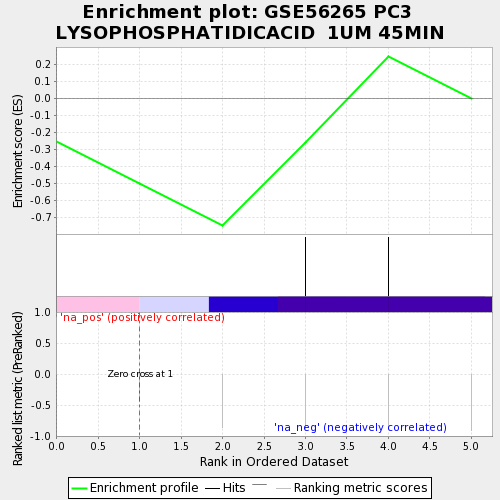 Enrichment plot: GSE56265 PC3
LYSOPHOSPHATIDICACID 1UM 45MIN
Enrichment score (ES)
0.2
0.1
0.0
-0.1
-0.2
-0.3
-0.4
-0.5
-0.6
-0.7
Ranked list metric (PreRanked)
1.0
0.5
0.0
-0.5
-1.0
'na_pos' (positively correlated)
Zero cross at 1
'na_neg' (negatively correlated)
0.0 0.5 1.0 1.5 2.0 2.5 3.0 3.5 4.0 4.5 5.0
Rank in Ordered Dataset
Enrichment profile Hits Ranking metric scores